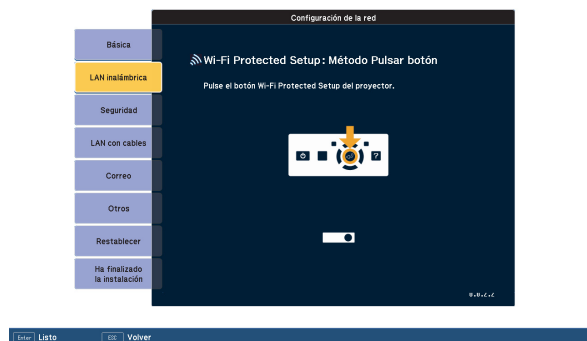 Configuración de la red
Básica
LAN inalámbrica
Seguridad
LAN con cables
Correo
Otros
Restablecer
Ha finalizado
la instalación
Wi-Fi Protected Setup: Método Pulsar botón
Pulse el botón Wi-Fi Protected Setup del proyector.
?
Enter Listo
ESC Volver